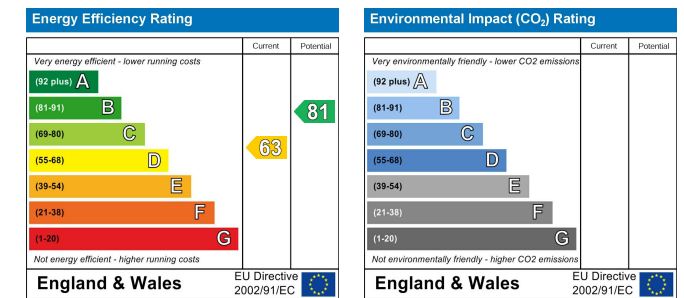 Energy Efficiency Rating
Current Potential
Very energy efficient - lower running costs
(92 plus) A
(81-91) B
81
(69-80) C
(55-68) D
63
(39-54) E
(21-38) F
(1-20) G
Not energy efficient - higher running costs
England & Wales
EU Directive
2002/91/EC
Environmental Impact (CO₂) Rating
Current Potential
Very environmentally friendly - lower CO2 emissions
(92 plus) A
(81-91) B
(69-80) C
(55-68) D
(39-54) E
(21-38) F
(1-20) G
Not environmentally friendly - higher CO2 emissions
England & Wales
EU Directive
2002/91/EC